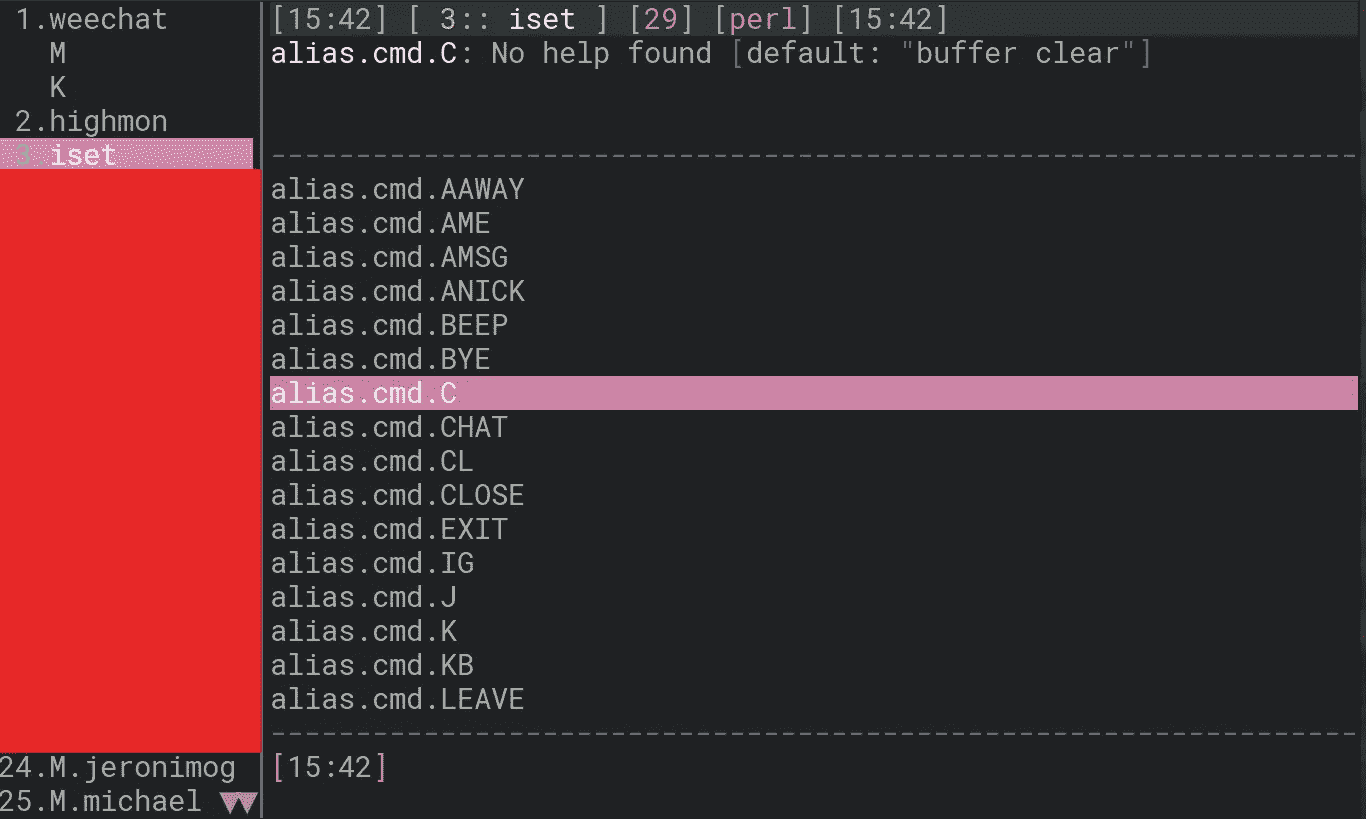 1.weechat
M
K
2.highmon
3 iset
24.M.jeronimog
25.M.michael
[15:42] [ 3:: iset ] [29] [perl] [15:42]
alias.cmd.C: No help found [default: "buffer clear"]
alias.cmd.AAWAY
alias.cmd.AME
alias.cmd.AMSG
alias.cmd.ANICK
alias.cmd.BEEP
alias.cmd.BYE
alias.cmd.C
alias.cmd.CHAT
alias.cmd.CL
alias.cmd.CLOSE
alias.cmd.EXIT
alias.cmd.IG
alias.cmd.J
alias.cmd.K
alias.cmd.KB
alias.cmd.LEAVE
[15:42]